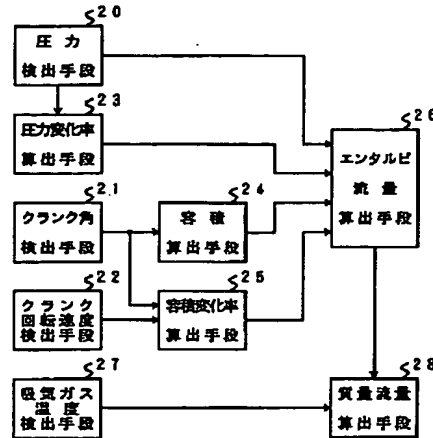 20
圧力
検出手段
23
圧力変化率
算出手段
21
クランク角
検出手段
24
容積
算出手段
26
エンタルピ
流量
算出手段
22
クランク
回転速度
検出手段
25
容積変化率
算出手段
27
吸気ガス
温度
検出手段
28
質量流量
算出手段